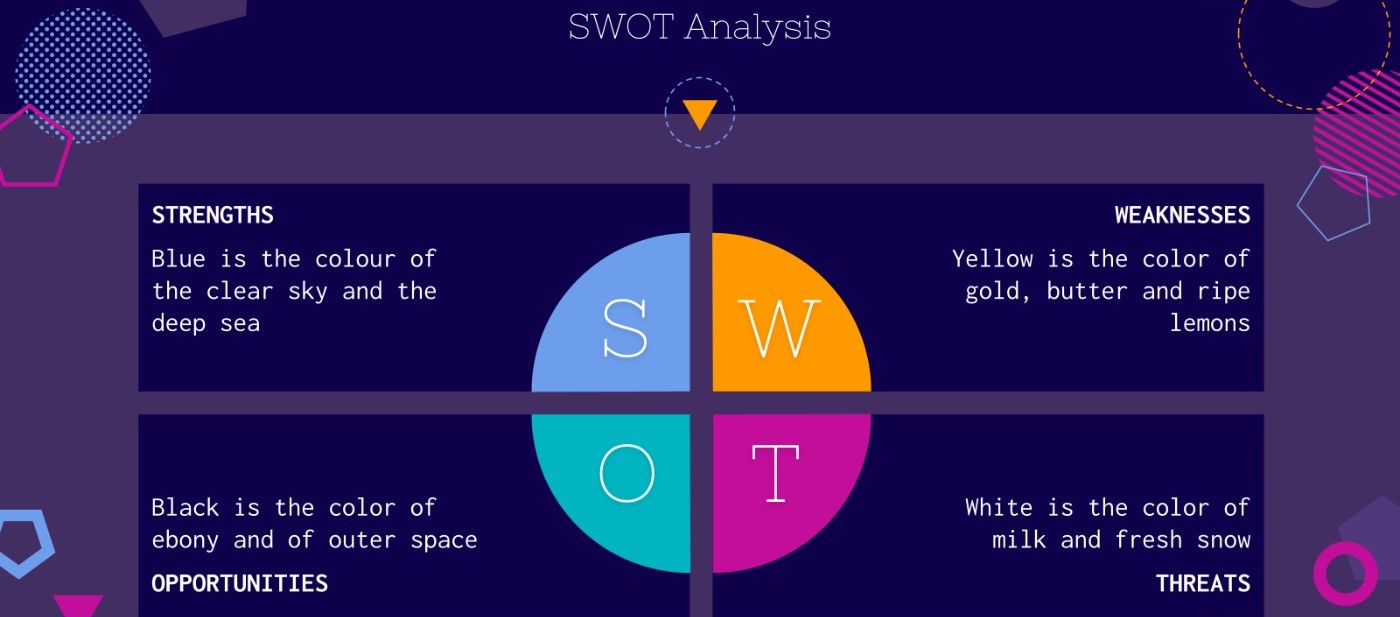 SWOT Analysis
STRENGTHS
Blue is the colour of
the clear sky and the
deep sea
WEAKNESSES
Yellow is the color of
gold, butter and ripe
lemons
S
W
O
T
Black is the color of
ebony and of outer space
OPPORTUNITIES
White is the color of
milk and fresh snow
THREATS